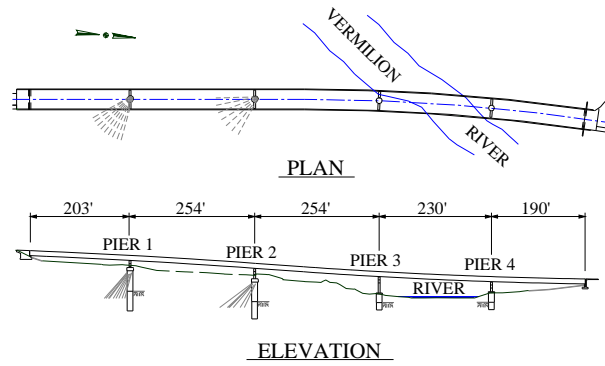 VERMILION
RIVER
PLAN
203' 254' 254' 230' 190'
PIER 1 PIER 2 PIER 3 PIER 4
RIVER
ELEVATION